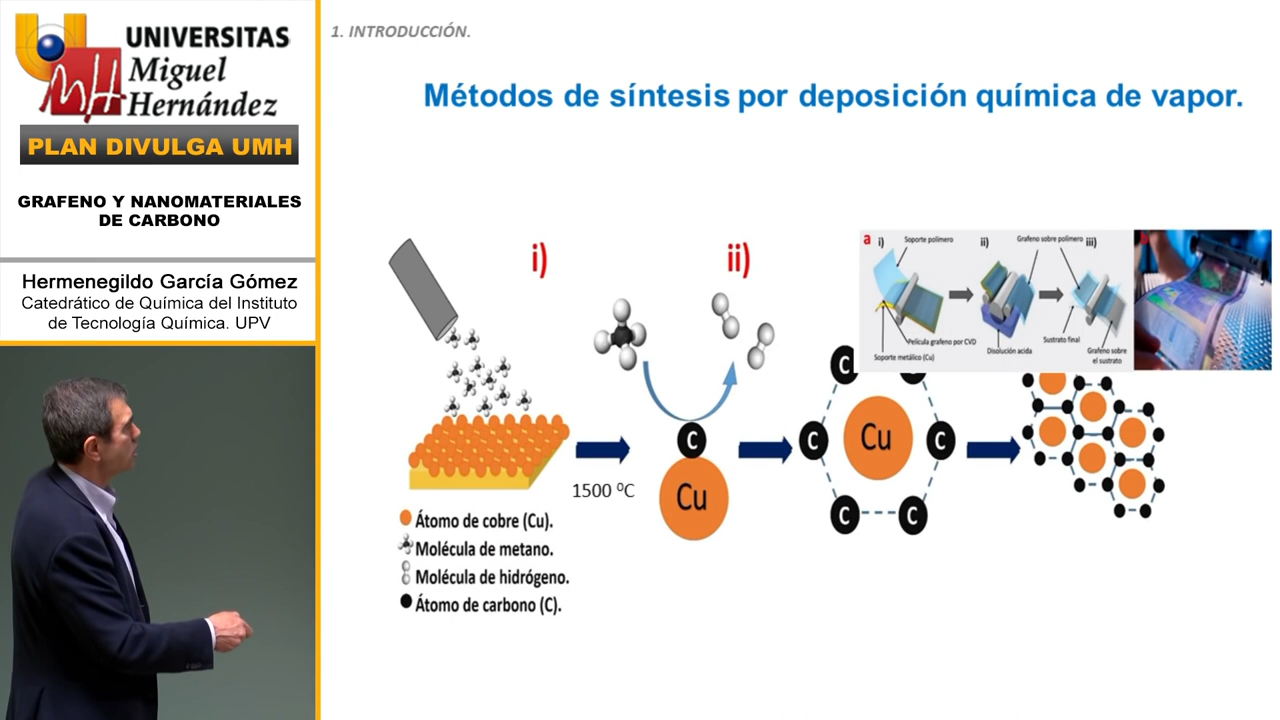 UNIVERSITAS
Miguel
Hernández
PLAN DIVULGA UMH
GRAFENO Y NANOMATERIALES
DE CARBONO
Hermenegildo García Gómez
Catedrático de Química del Instituto
de Tecnología Química. UPV
1. INTRODUCCIÓN.
Métodos de síntesis por deposición química de vapor.
i)
ii)
a
i)
Soporte polímero
ii)
Grafeno sobre polímero
iii)
Película grafeno por CVD
Soporte metálico (Cu)
Disolución acida
Sustrato final
Grafeno sobre
el sustrato
1500 ⁰C
C
Cu
C
C
Cu
C
C
C
Átomo de cobre (Cu).
Molécula de metano.
Molécula de hidrógeno.
Átomo de carbono (C).